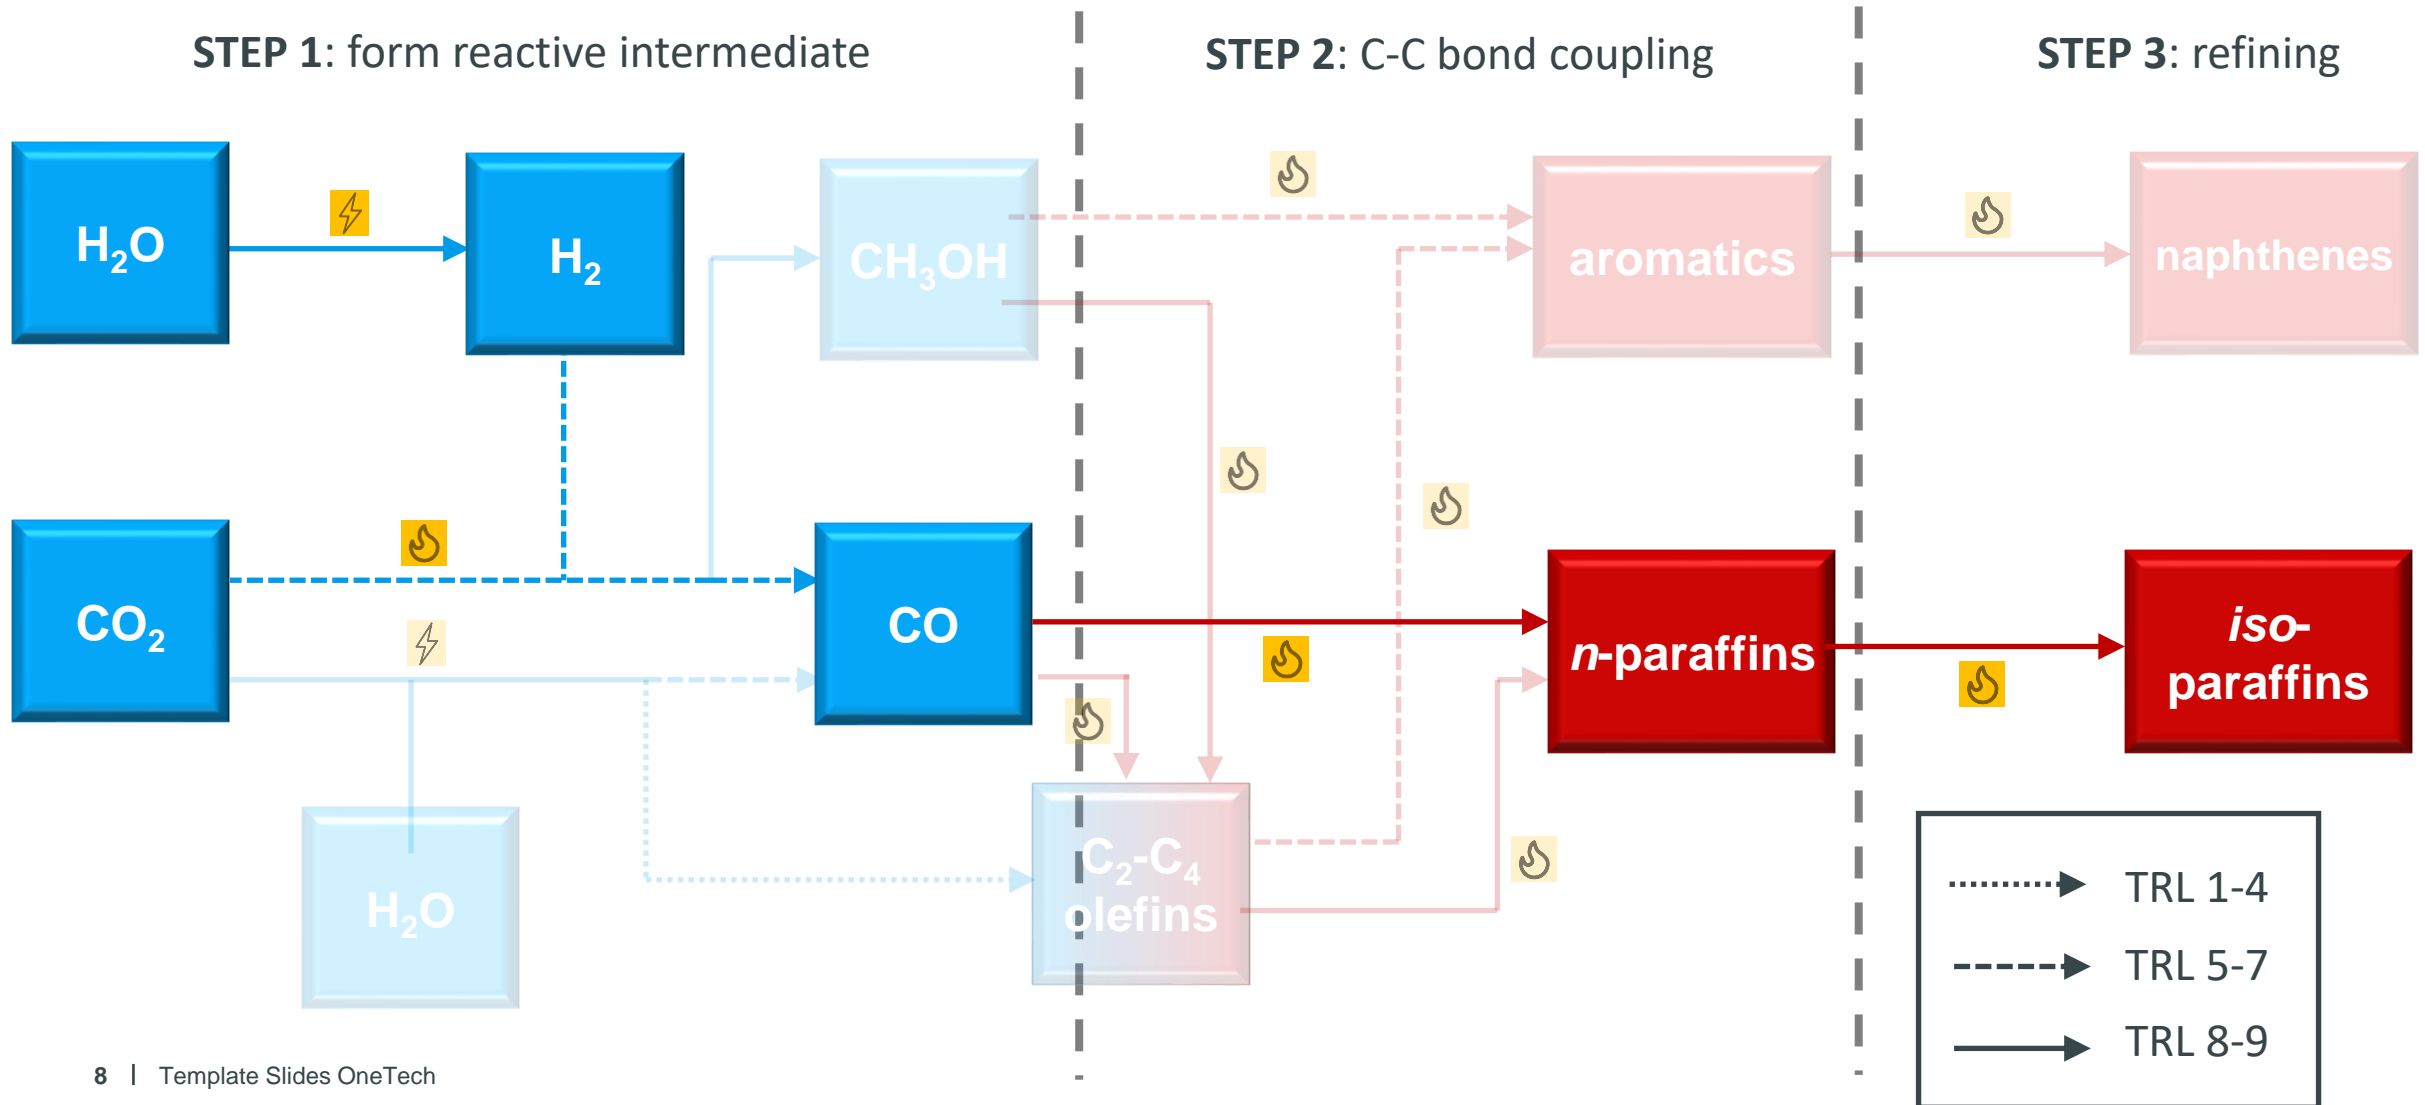 STEP 1: form reactive intermediate
STEP 2: C-C bond coupling
STEP 3: refining
H₂O
H₂
CH₃OH
aromatics
naphthenes
CO₂
CO
n-paraffins
iso-
paraffins
H₂O
C₂-C₄
olefins
TRL 1-4
TRL 5-7
TRL 8-9
8 | Template Slides OneTech